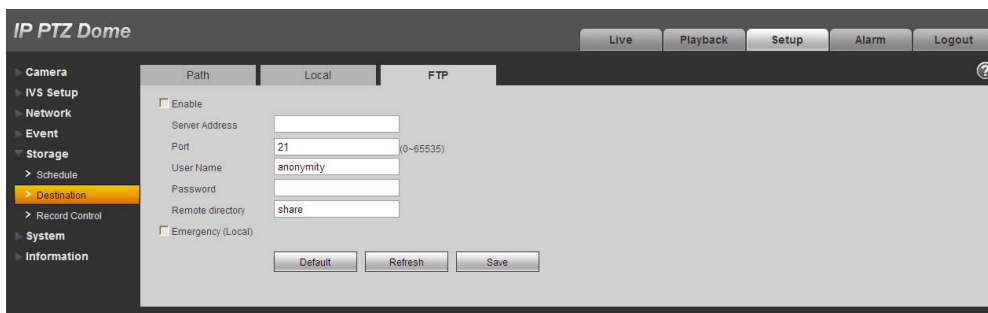 IP PTZ Dome
Live Playback Setup Alarm Logout
Camera
IVS Setup
Network
Event
Storage
> Schedule
> Destination
> Record Control
System
Information
Path Local FTP
?
Enable
Server Address
Port 21 (0~65535)
User Name anonymity
Password
Remote directory share
Emergency (Local)
Default Refresh Save